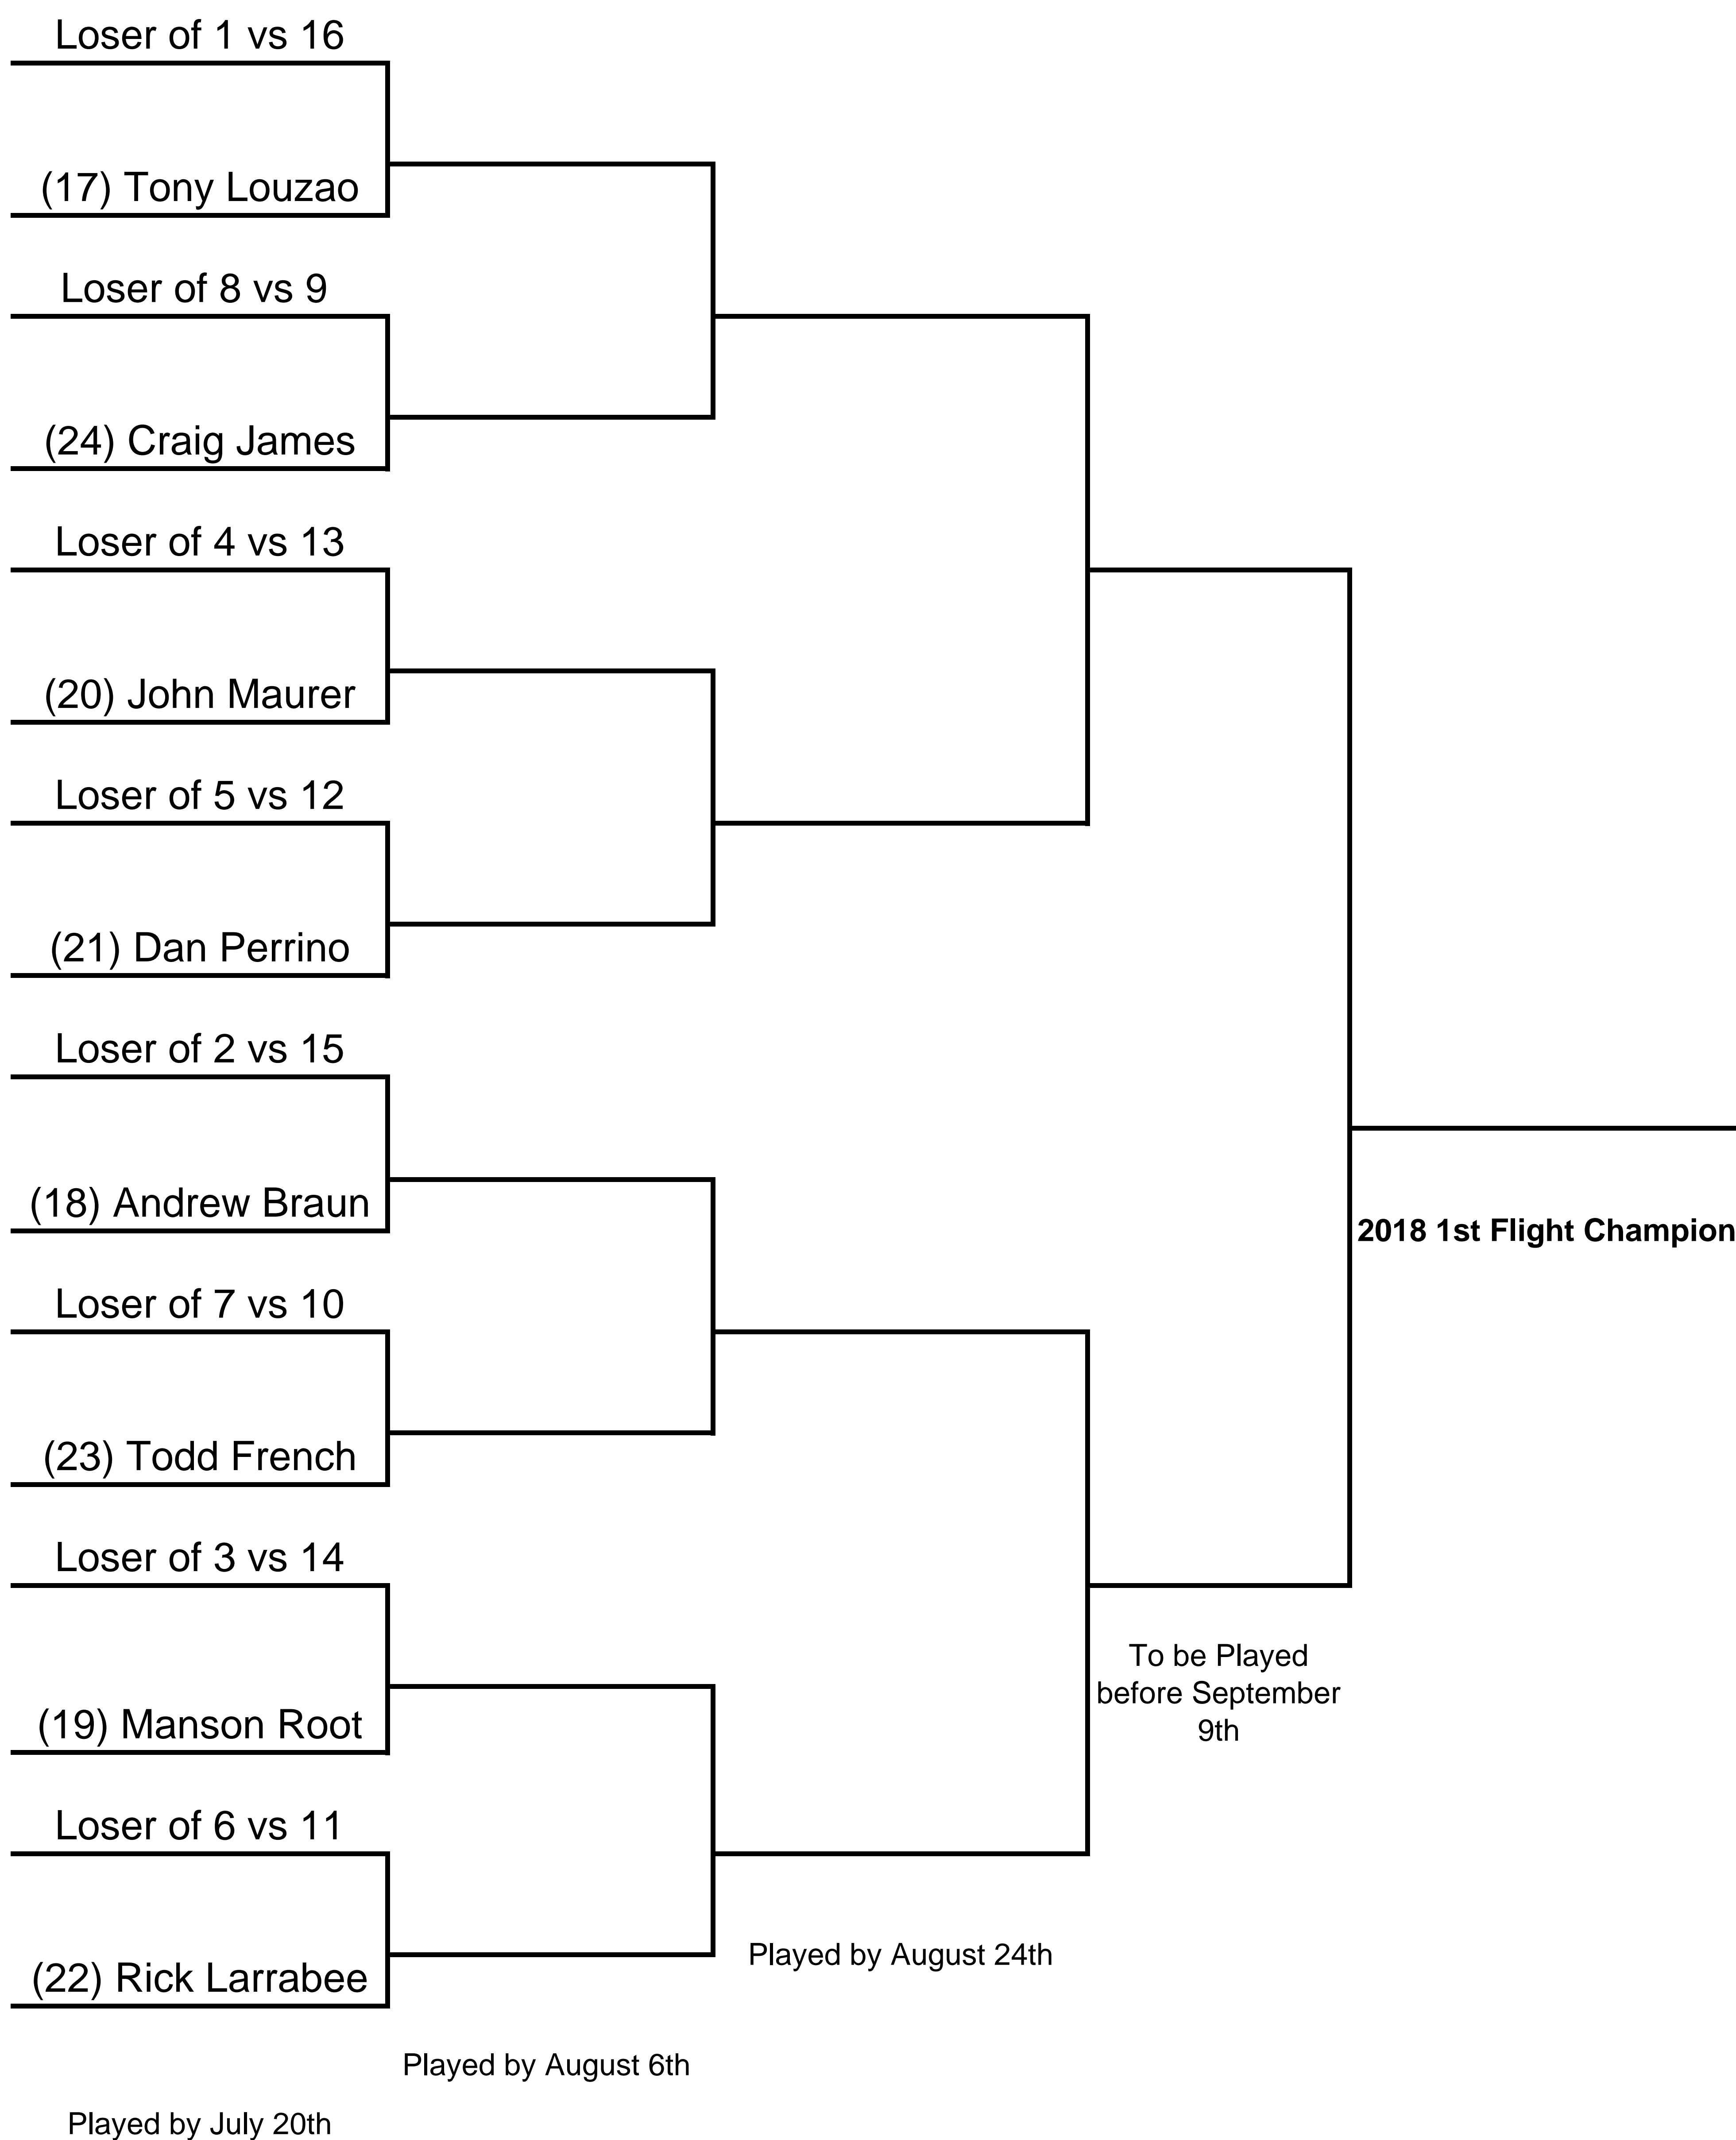 Loser of 1 vs 16
(17) Tony Louzao
Loser of 8 vs 9
(24) Craig James
Loser of 4 vs 13
(20) John Maurer
Loser of 5 vs 12
(21) Dan Perrino
Loser of 2 vs 15
(18) Andrew Braun
2018 1st Flight Champion
Loser of 7 vs 10
(23) Todd French
Loser of 3 vs 14
To be Played
before September
9th
(19) Manson Root
Loser of 6 vs 11
Played by August 24th
(22) Rick Larrabee
Played by August 6th
Played by July 20th